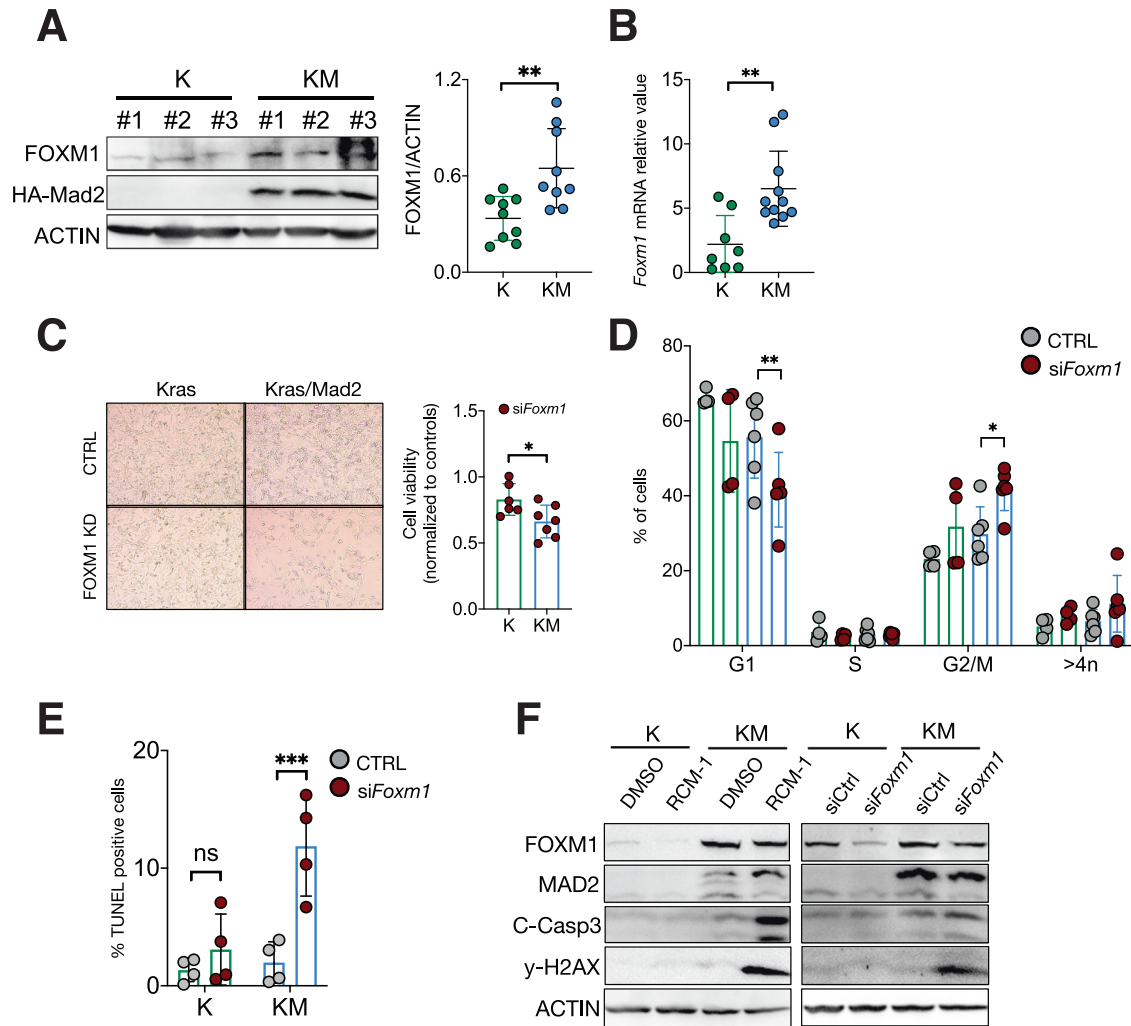 A
K KM
#1 #2 #3 #1 #2 #3
FOXM1
HA-Mad2
ACTIN
FOXM1/ACTIN
1.2
0.6
0.0
**
K KM
B
Foxm1 mRNA relative value
15
10
5
0
**
K KM
C
Kras Kras/Mad2
CTRL
FOXM1 KD
Cell viability
(normalized to controls)
1.5
1.0
0.5
0.0
siFoxm1
*
K KM
D
CTRL
siFoxm1
% of cells
80
60
40
20
0
**
*
G1 S G2/M >4n
E
CTRL
siFoxm1
% TUNEL positive cells
20
10
0
ns
***
K KM
F
K KM K KM
DMSO RCM-1 DMSO RCM-1 siCtrl siFoxm1 siCtrl siFoxm1
FOXM1
MAD2
C-Casp3
y-H2AX
ACTIN